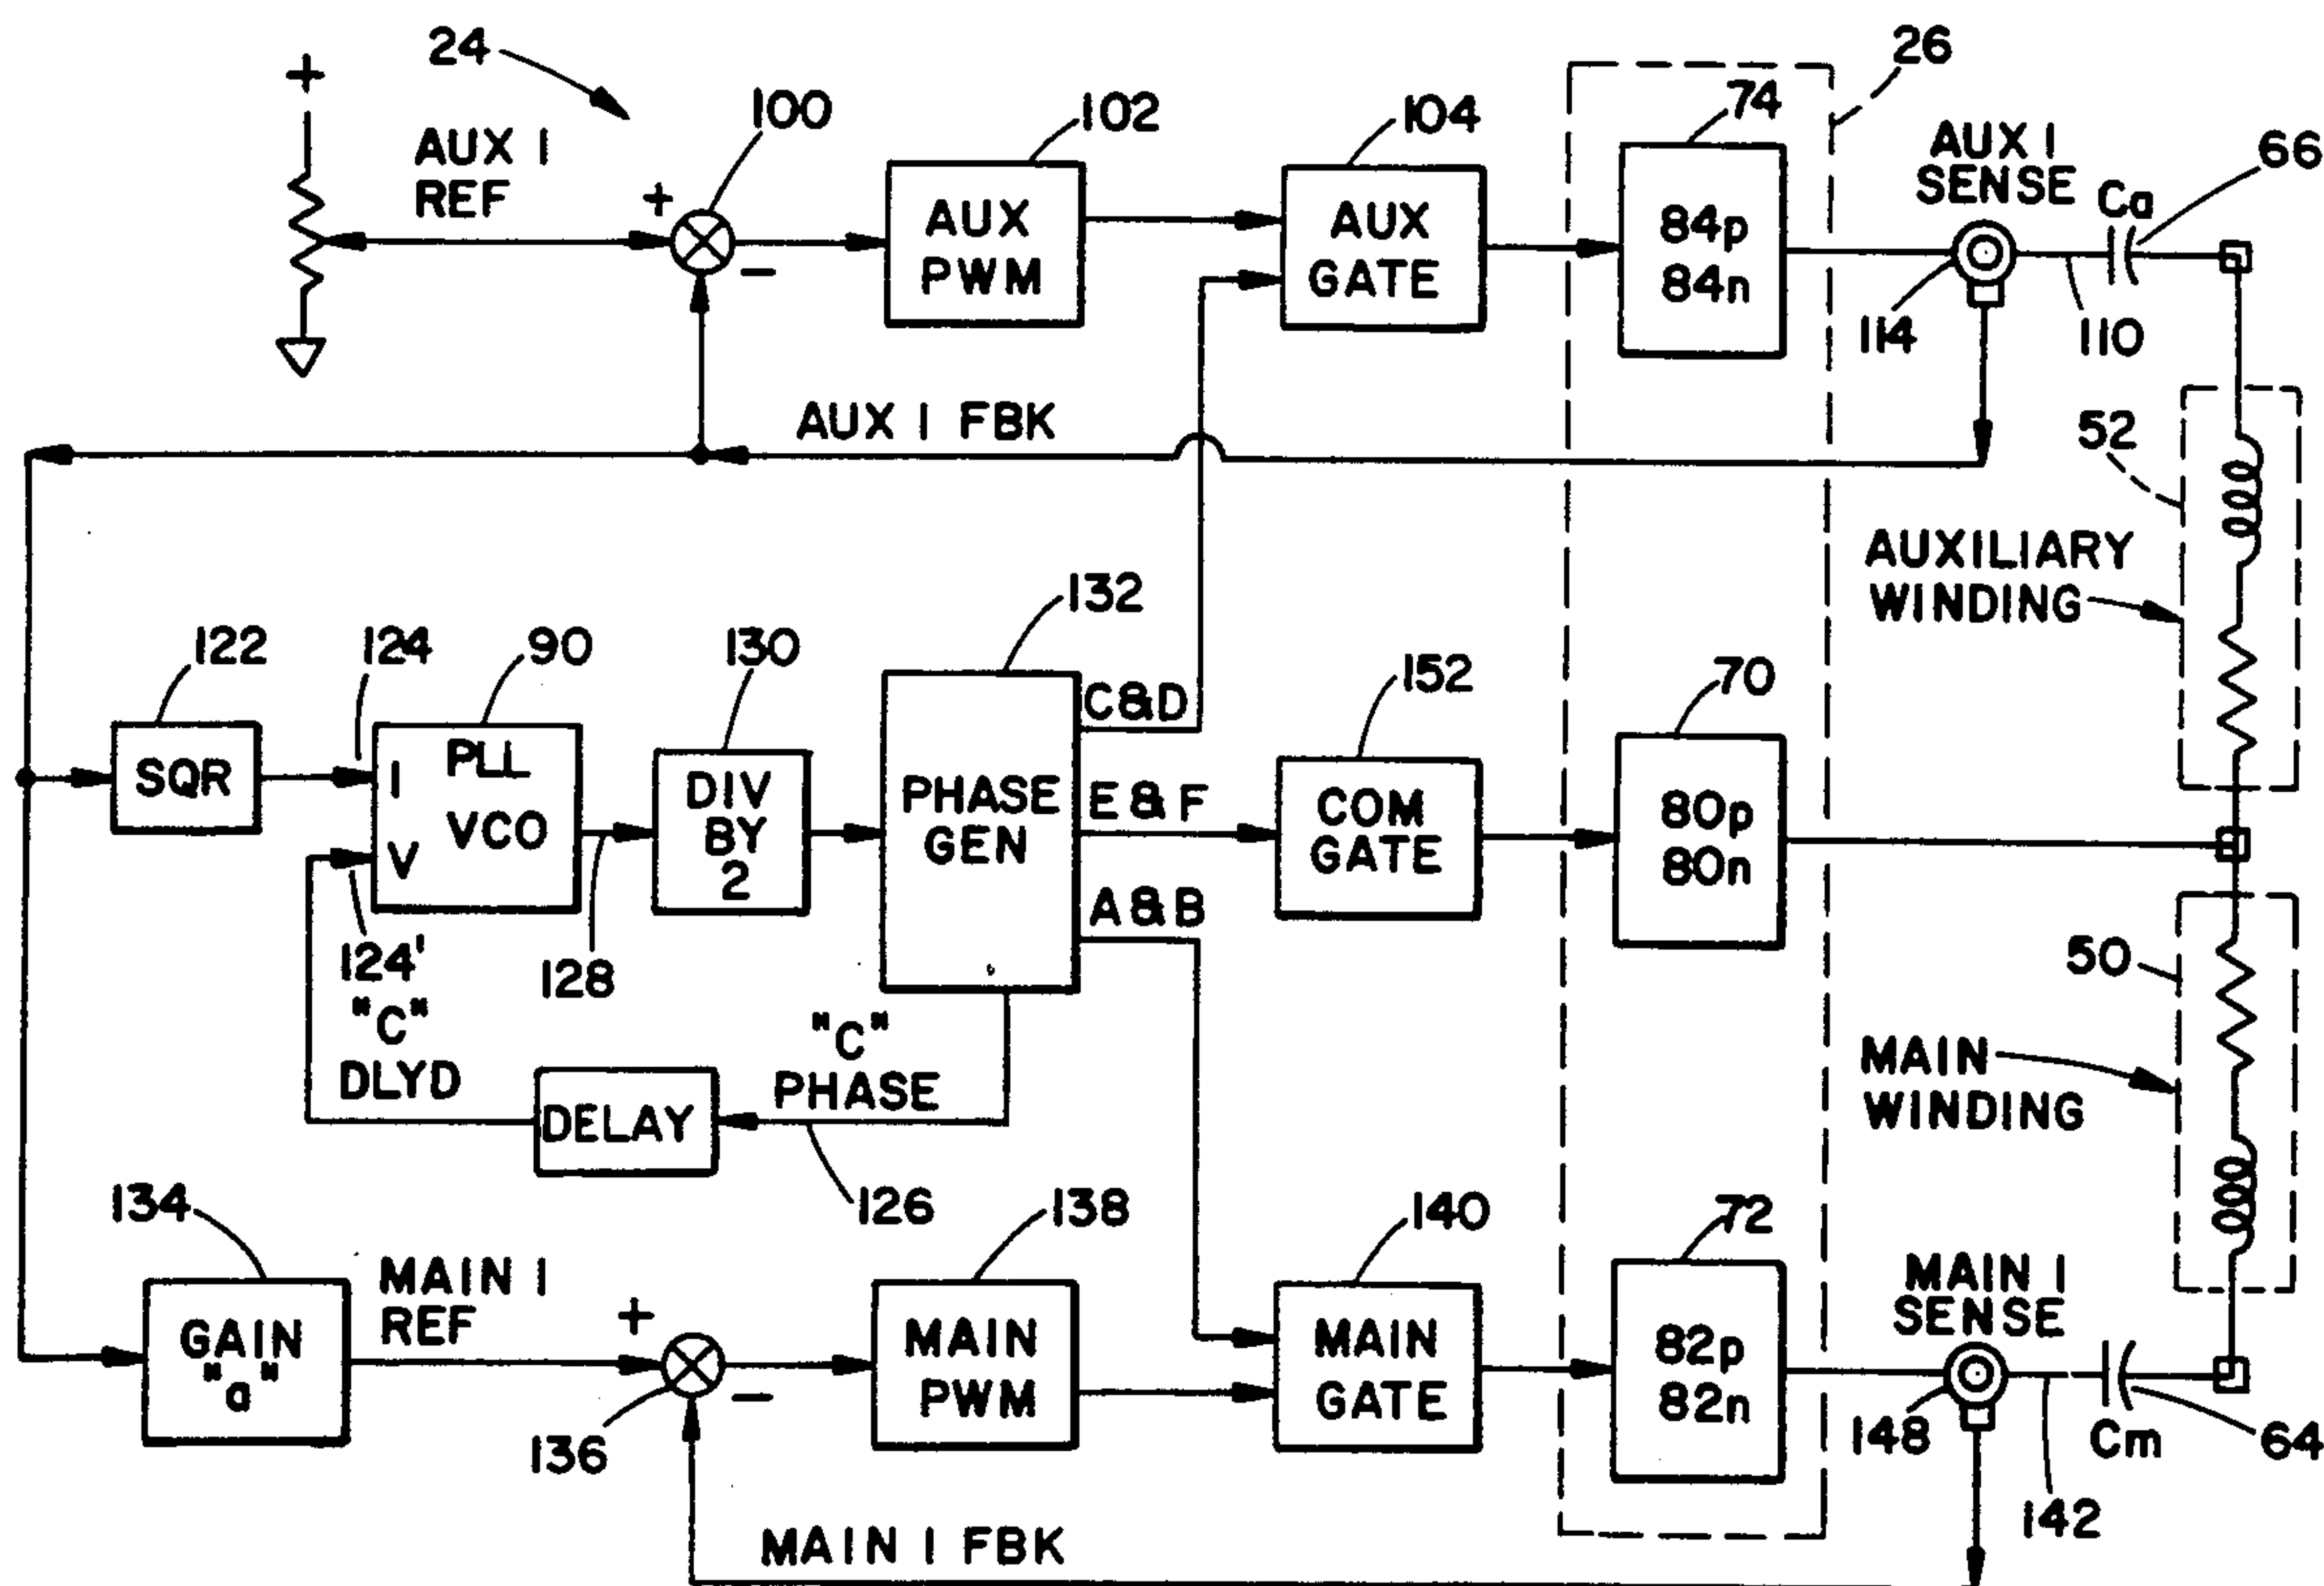 24
+
AUX I
REF
+
100
−
102
AUX
PWM
104
AUX
GATE
26
74
84p
84n
AUX I
SENSE
Ca
66
114
110
AUX I FBK
52
AUXILIARY
WINDING
122
SQR
124
90
I
PLL
V
VCO
124'
128
130
DIV
BY
2
132
PHASE
GEN
C&D
E&F
A&B
152
COM
GATE
70
80p
80n
50
MAIN
WINDING
"C"
DLYD
DELAY
"C"
PHASE
126
134
GAIN
"a"
MAIN I
REF
+
136
−
138
MAIN
PWM
140
MAIN
GATE
72
82p
82n
MAIN I
SENSE
148
142
Cm
64
MAIN I FBK